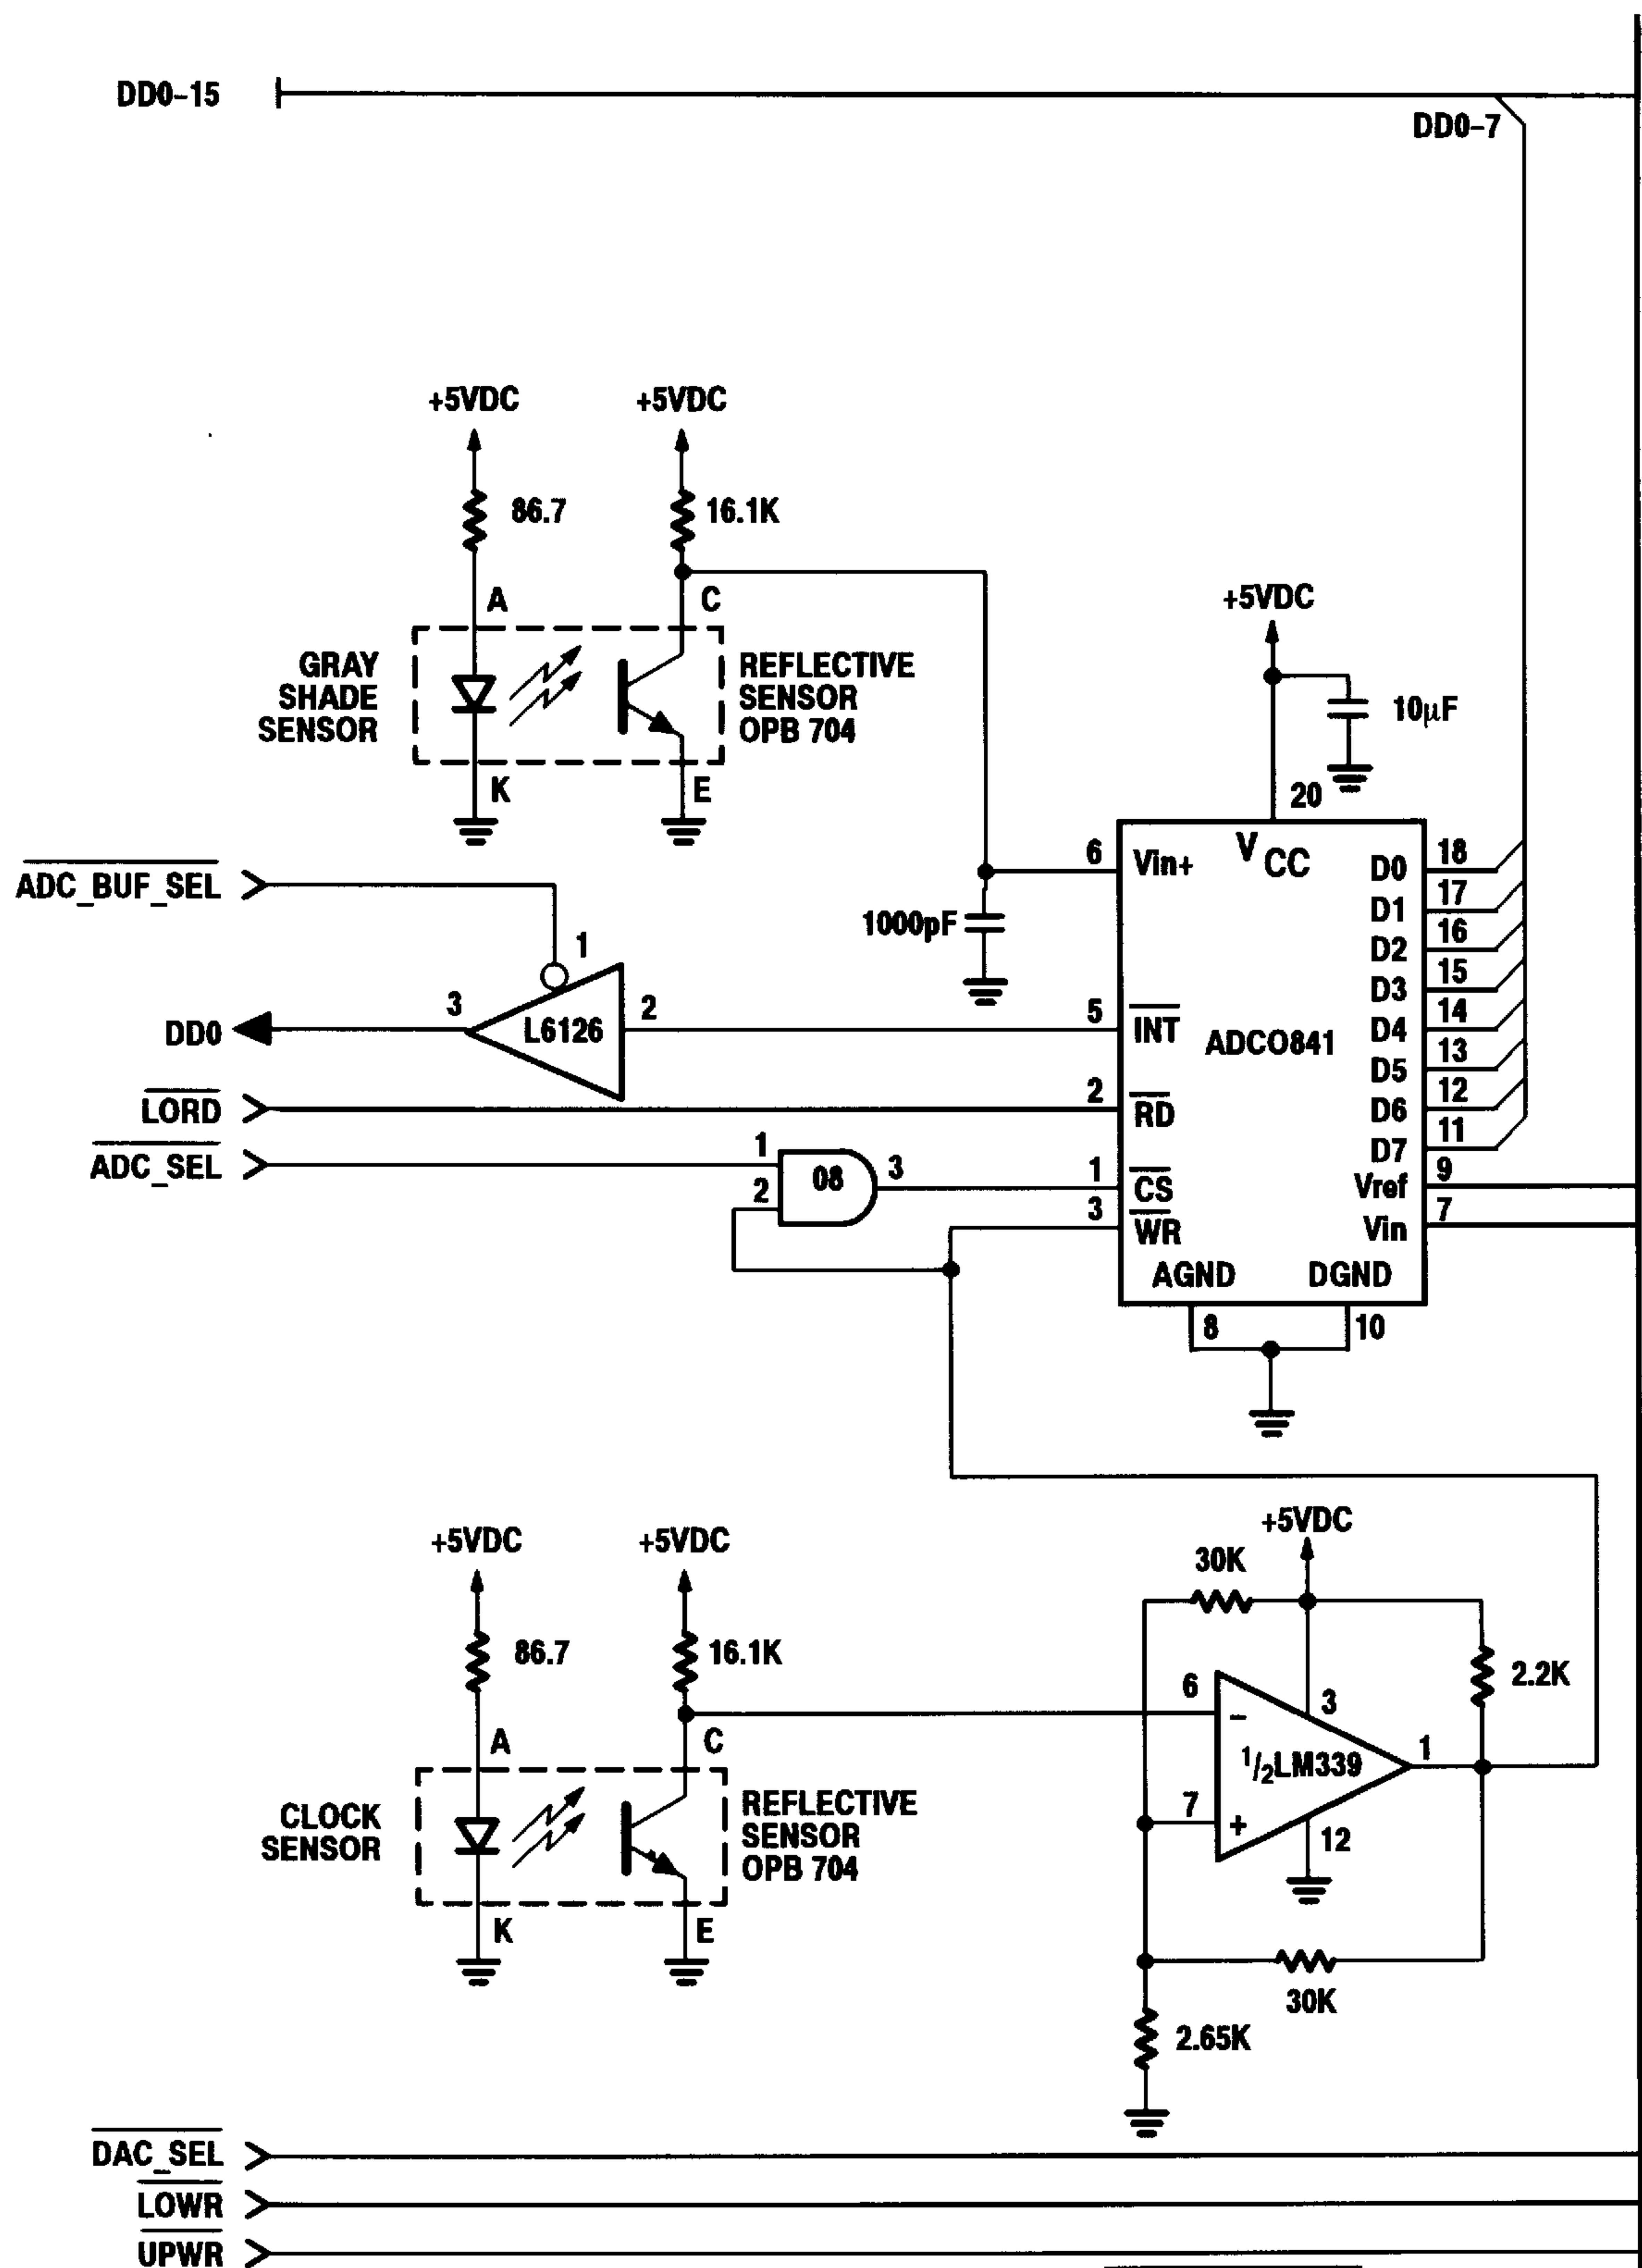 DD0-15
DD0-7
+5VDC
+5VDC
86.7
16.1K
A
C
GRAY
SHADE
SENSOR
REFLECTIVE
SENSOR
OPB 704
K
E
+5VDC
10μF
20
ADC_BUF_SEL
1
3
L6126
2
DD0
1000pF
6
Vin+
VCC
D0
18
D1
17
D2
16
D3
15
5
INT
ADCO841
D4
14
D5
13
LORD
2
RD
D6
12
D7
11
ADC_SEL
1
2
08
3
1
CS
Vref
9
3
WR
Vin
7
AGND
DGND
8
10
+5VDC
+5VDC
86.7
16.1K
A
C
CLOCK
SENSOR
REFLECTIVE
SENSOR
OPB 704
K
E
+5VDC
30K
2.2K
6
−
3
1/2LM339
1
7
+
12
30K
2.65K
DAC_SEL
LOWR
UPWR